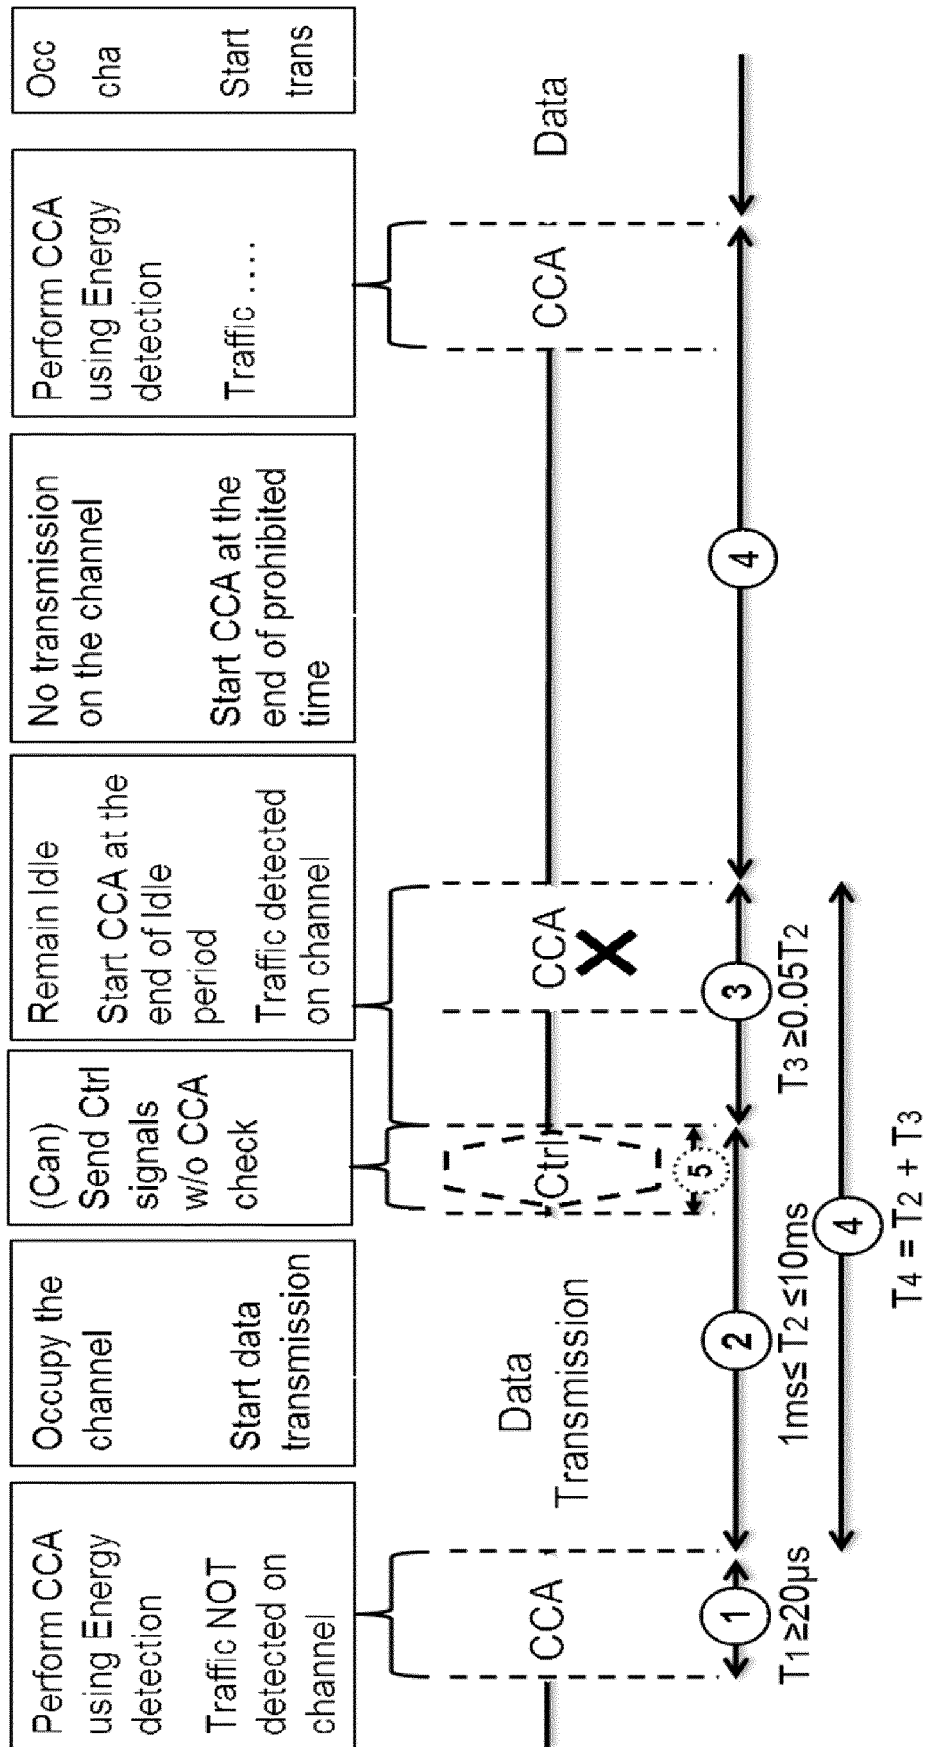 Perform CCA
using Energy
detection
Traffic NOT
detected on
channel
Occupy the
channel
Start data
transmission
(Can)
Send Ctrl
signals
w/o CCA
check
Remain Idle
Start CCA at the
end of Idle
period
Traffic detected
on channel
No transmission
on the channel
Start CCA at the
end of prohibited
time
Perform CCA
using Energy
detection
Traffic ....
Occ
cha
Start
trans
CCA
Data
Transmission
Ctrl
CCA
CCA
Data
1
2
5
3
4
T1 ≥20µs
1ms≤ T2 ≤10ms
T3 ≥0.05T2
4
T4 = T2 + T3